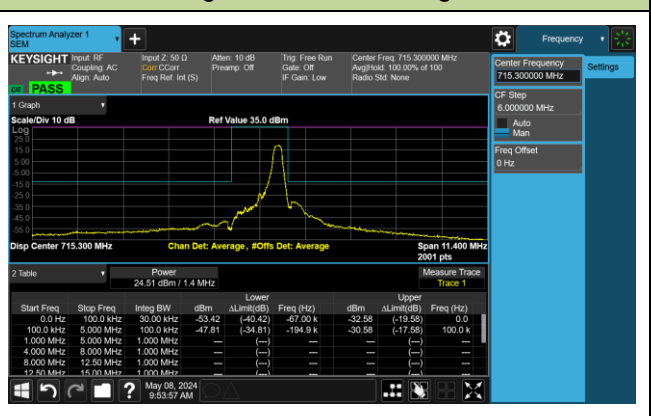 Spectrum Analyzer 1
SEM
Frequency
KEYSIGHT
Input: RF
Coupling: AC
Align: Auto
Input Z: 50 Ω
Corr CCorr
Freq Ref: Int (S)
Atten: 10 dB
Preamp: Off
Trig: Free Run
Gate: Off
IF Gain: Low
Center Freq: 715.300000 MHz
Avg|Hold: 100.00% of 100
Radio Std: None
PASS
Center Frequency
715.300000 MHz
Settings
CF Step
6.000000 MHz
Auto
Man
Freq Offset
0 Hz
1 Graph
Scale/Div 10 dB
Ref Value 35.0 dBm
Log
25.0
15.0
5.00
-5.00
-15.0
-25.0
-35.0
-45.0
-55.0
Disp Center 715.300 MHz
Chan Det: Average, #Offs Det: Average
Span 11.400 MHz
2001 pts
2 Table
Power
24.51 dBm / 1.4 MHz
Measure Trace
Trace 1
Lower Upper
Start Freq Stop Freq Integ BW dBm ΔLimit(dB) Freq (Hz) dBm ΔLimit(dB) Freq (Hz)
0.0 Hz 100.0 kHz 30.00 kHz -53.42 (-40.42) -67.00 k -32.58 (-19.58) 0.0
100.0 kHz 5.000 MHz 100.0 kHz -47.81 (-34.81) -194.9 k -30.58 (-17.58) 100.0 k
1.000 MHz 5.000 MHz 1.000 MHz --- (---) --- --- (---) ---
4.000 MHz 8.000 MHz 1.000 MHz --- (---) --- --- (---) ---
8.000 MHz 12.50 MHz 1.000 MHz --- (---) --- --- (---) ---
12.50 MHz 15.00 MHz 1.000 MHz --- (---) --- --- (---) ---
?
May 08, 2024
9:53:57 AM